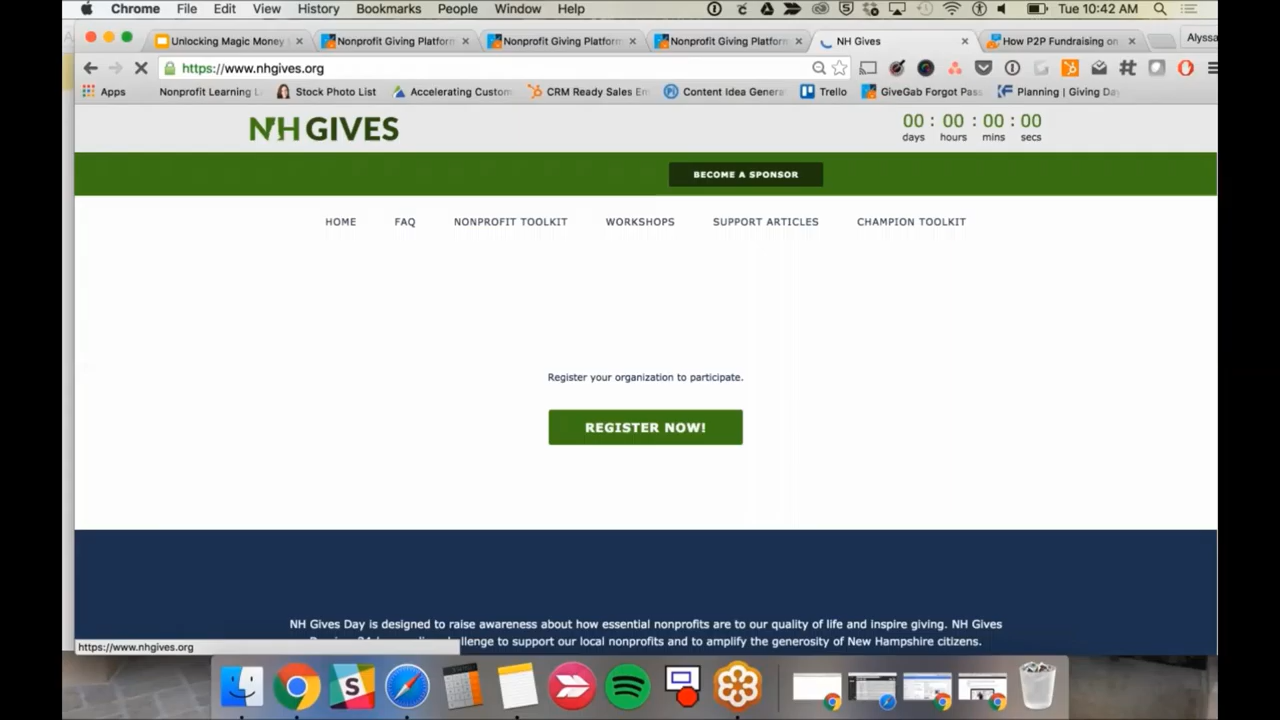 Chrome File Edit View History Bookmarks People Window Help Tue 10:42 AM
Unlocking Magic Money Nonprofit Giving Platform Nonprofit Giving Platform Nonprofit Giving Platform NH Gives How P2P Fundraising on Alyssa
https://www.nhgives.org
Apps Nonprofit Learning Stock Photo List Accelerating Custom CRM Ready Sales Content Idea Genera Trello GiveGab Forgot Pas Planning | Giving Da
NH GIVES
00 : 00 : 00 : 00
days hours mins secs
BECOME A SPONSOR
HOME FAQ NONPROFIT TOOLKIT WORKSHOPS SUPPORT ARTICLES CHAMPION TOOLKIT
Register your organization to participate.
REGISTER NOW!
NH Gives Day is designed to raise awareness about how essential nonprofits are to our quality of life and inspire giving. NH Gives
to support our local nonprofits and to amplify the generosity of New Hampshire citizens.
https://www.nhgives.org